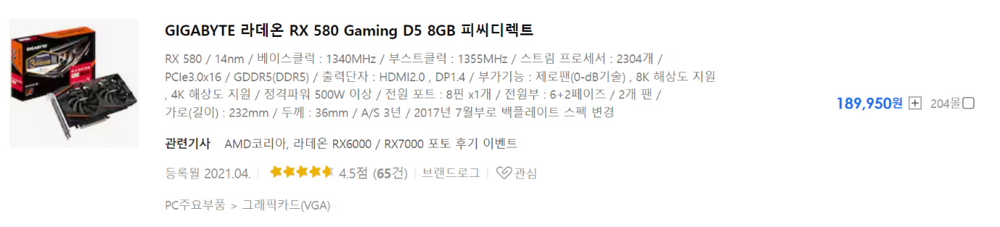 GIGABYTE 라데온 RX 580 Gaming D5 8GB 피씨디렉트
RX 580 / 14nm / 베이스클럭 : 1340MHz / 부스트클럭 : 1355MHz / 스트림 프로세서 : 2304개 /
PCIe3.0x16 / GDDR5(DDR5) / 출력단자 : HDMI2.0 , DP1.4 / 부가기능 : 제로팬(0-dB기술) , 8K 해상도 지원
, 4K 해상도 지원 / 정격파워 500W 이상 / 전원 포트 : 8핀 x1개 / 전원부 : 6+2페이즈 / 2개 팬 /
가로(길이) : 232mm / 두께 : 36mm / A/S 3년 / 2017년 7월부로 백플레이트 스펙 변경
189,950원 204몰
관련기사 AMD코리아, 라데온 RX6000 / RX7000 포토 후기 이벤트
등록월 2021.04. 4.5점 (65건) 브랜드로그 관심
PC주요부품 > 그래픽카드(VGA)
GIGABYTE
RADEON